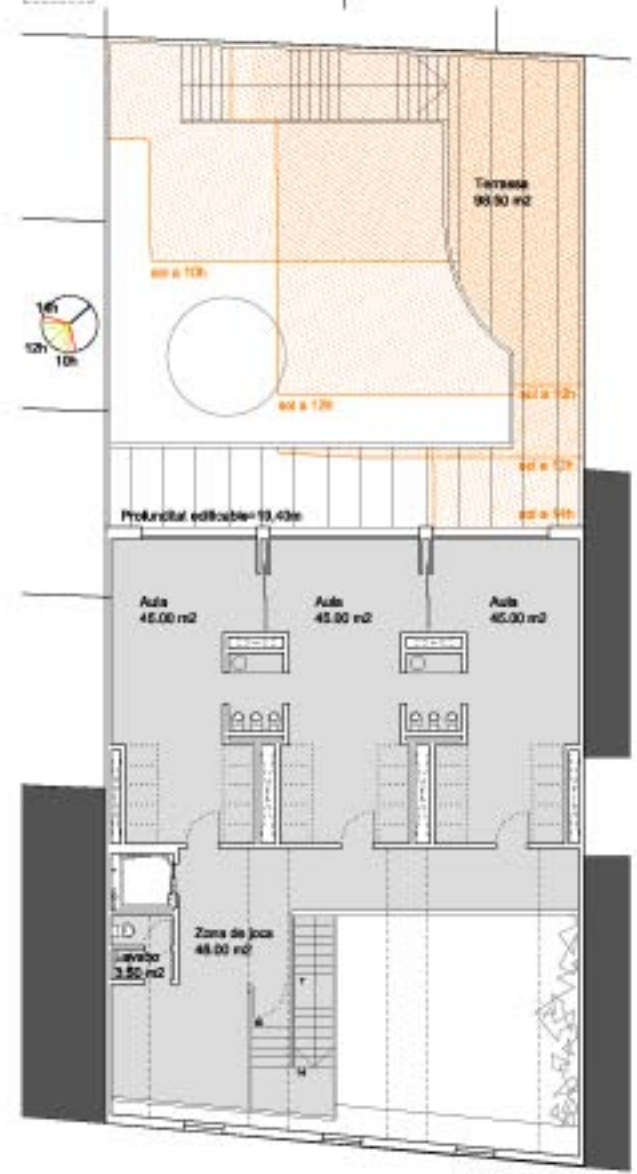 Terrassa
98.50 m2
sol a 10h
14h
12h
10h
sol a 12h
sol a 12h
sol a 12h
sol a 14h
Profunditat edificable=19,43m
Aula
45.00 m2
Aula
45.00 m2
Aula
45.00 m2
Zona de jocs
48.00 m2
Lavabo
3.50 m2